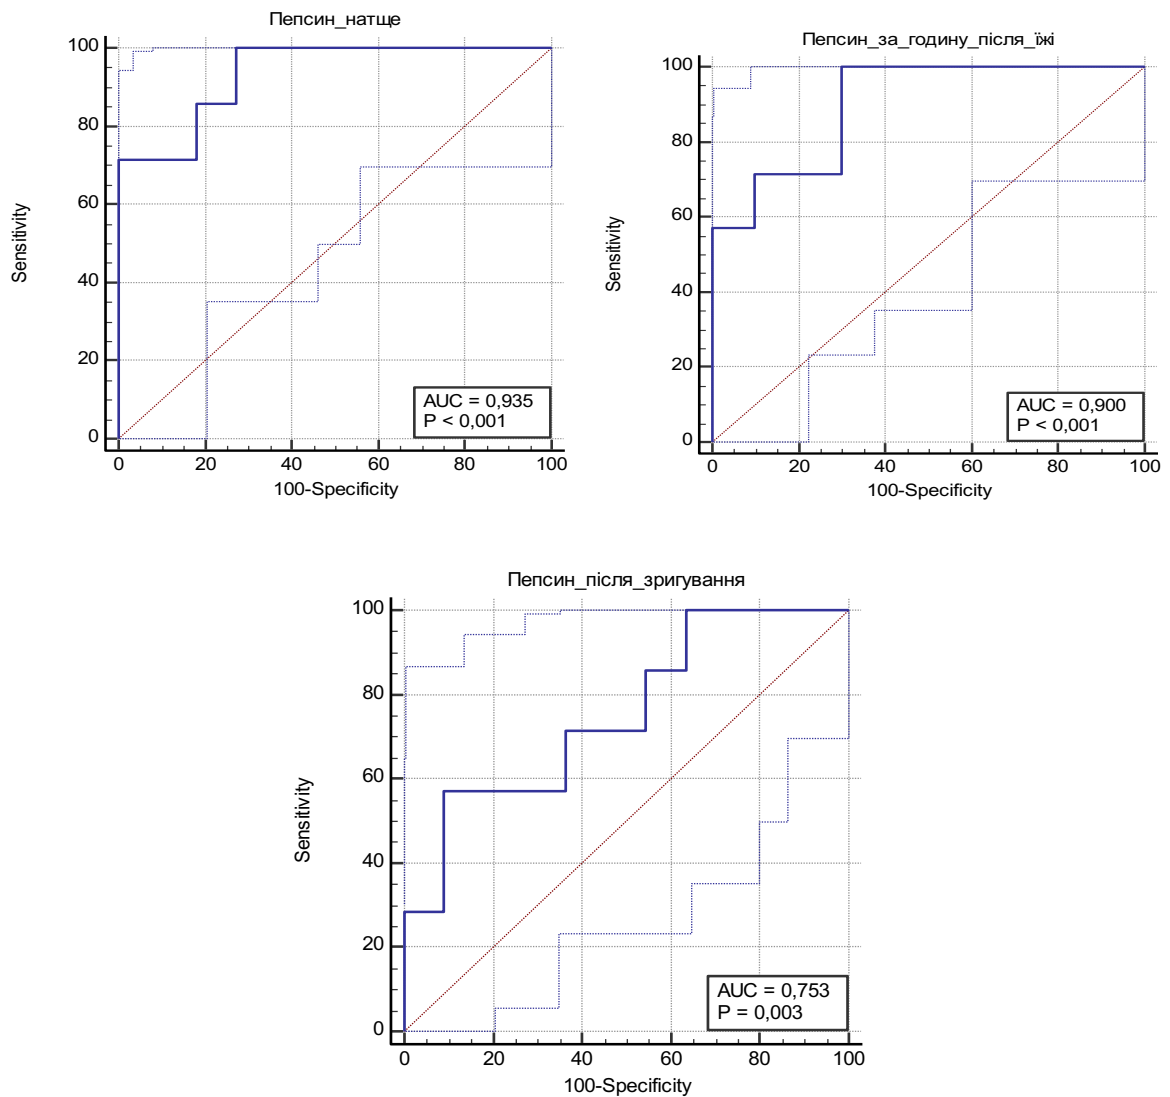 Пепсин_натще
100
80
60
40
20
0
Sensitivity
0 20 40 60 80 100
100-Specificity
AUC = 0,935
P < 0,001
Пепсин_за_годину_після_їжі
100
80
60
40
20
0
Sensitivity
0 20 40 60 80 100
100-Specificity
AUC = 0,900
P < 0,001
Пепсин_після_зригування
100
80
60
40
20
0
Sensitivity
0 20 40 60 80 100
100-Specificity
AUC = 0,753
P = 0,003